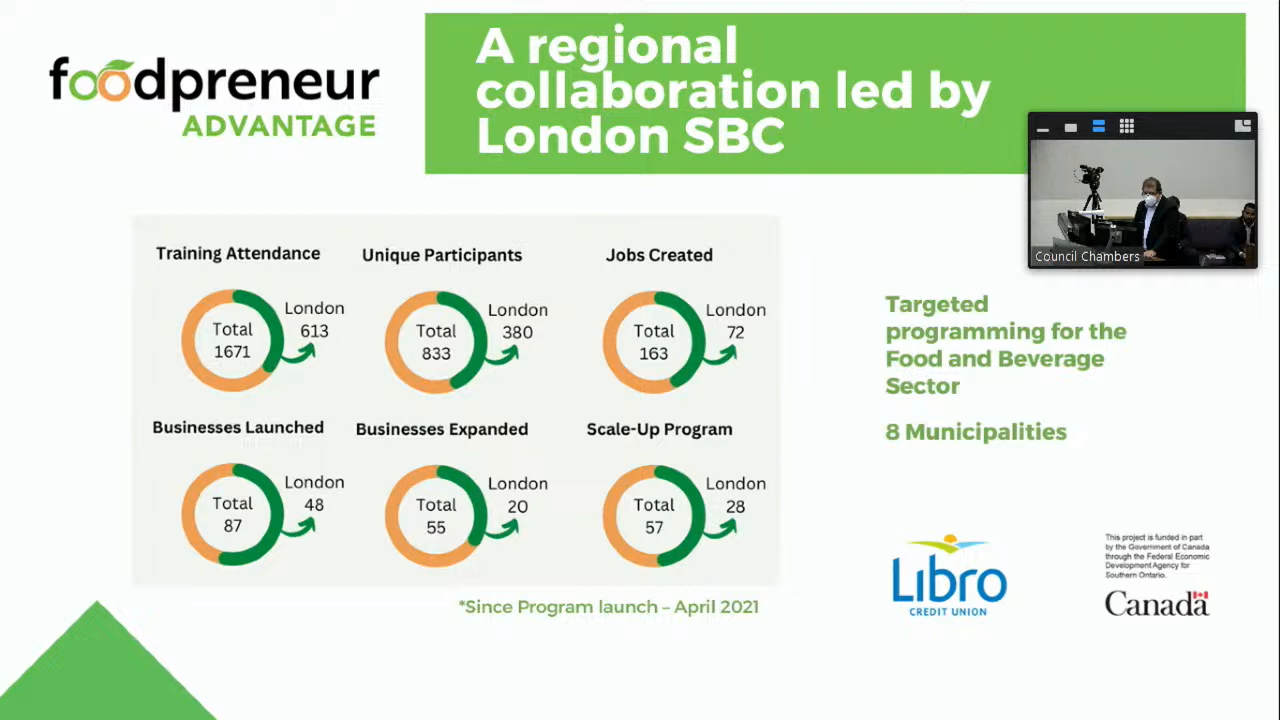 foodpreneur
ADVANTAGE
A regional
collaboration led by
London SBC
Council Chambers
Training Attendance
Total
1671
London
613
Unique Participants
Total
833
London
380
Jobs Created
Total
163
London
72
Businesses Launched
Total
87
London
48
Businesses Expanded
Total
55
London
20
Scale-Up Program
Total
57
London
28
*Since Program launch – April 2021
Targeted
programming for the
Food and Beverage
Sector
8 Municipalities
Libro
CREDIT UNION
This project is funded in part
by the Government of Canada
through the Federal Economic
Development Agency for
Southern Ontario.
Canada